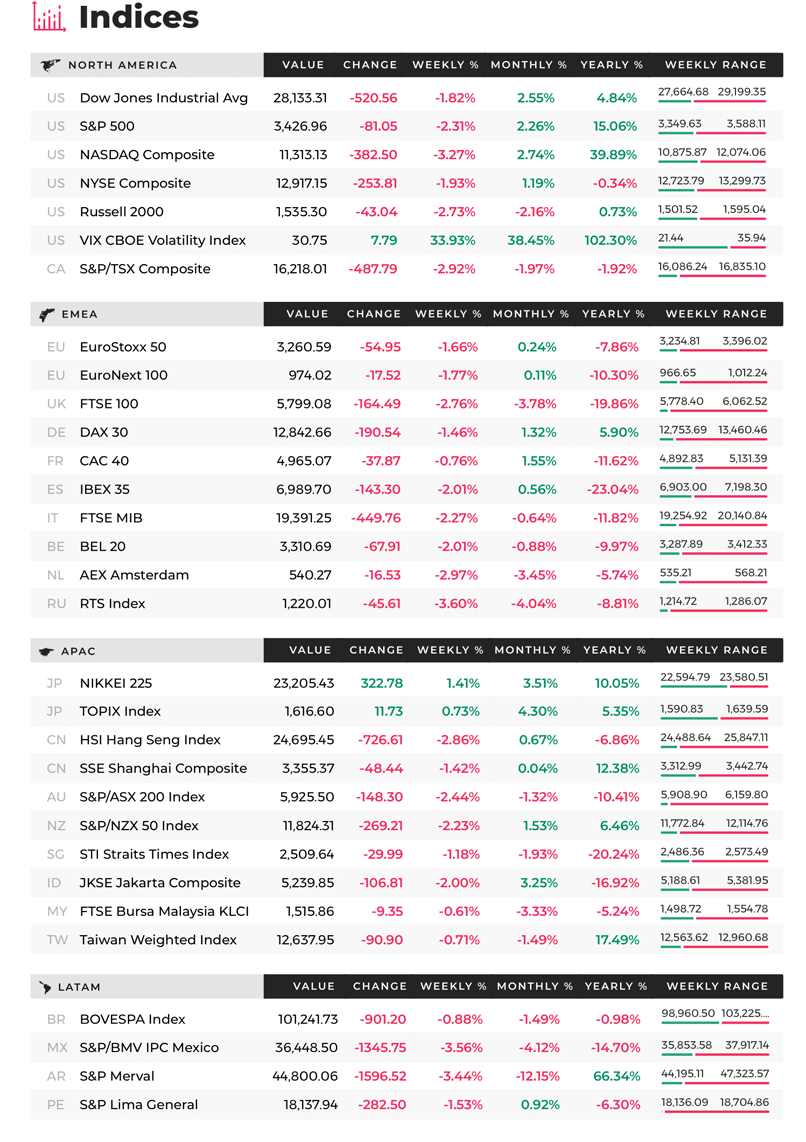 Indices
NORTH AMERICA VALUE CHANGE WEEKLY % MONTHLY % YEARLY % WEEKLY RANGE
US Dow Jones Industrial Avg 28,133.31 -520.56 -1.82% 2.55% 4.84% 27,664.68 29,199.35
US S&P 500 3,426.96 -81.05 -2.31% 2.26% 15.06% 3,349.63 3,588.11
US NASDAQ Composite 11,313.13 -382.50 -3.27% 2.74% 39.89% 10,875.87 12,074.06
US NYSE Composite 12,917.15 -253.81 -1.93% 1.19% -0.34% 12,723.79 13,299.73
US Russell 2000 1,535.30 -43.04 -2.73% -2.16% 0.73% 1,501.52 1,595.04
US VIX CBOE Volatility Index 30.75 7.79 33.93% 38.45% 102.30% 21.44 35.94
CA S&P/TSX Composite 16,218.01 -487.79 -2.92% -1.97% -1.92% 16,086.24 16,835.10
EMEA VALUE CHANGE WEEKLY % MONTHLY % YEARLY % WEEKLY RANGE
EU EuroStoxx 50 3,260.59 -54.95 -1.66% 0.24% -7.86% 3,234.81 3,396.02
EU EuroNext 100 974.02 -17.52 -1.77% 0.11% -10.30% 966.65 1,012.24
UK FTSE 100 5,799.08 -164.49 -2.76% -3.78% -19.86% 5,778.40 6,062.52
DE DAX 30 12,842.66 -190.54 -1.46% 1.32% 5.90% 12,753.69 13,460.46
FR CAC 40 4,965.07 -37.87 -0.76% 1.55% -11.62% 4,892.83 5,131.39
ES IBEX 35 6,989.70 -143.30 -2.01% 0.56% -23.04% 6,903.00 7,198.30
IT FTSE MIB 19,391.25 -449.76 -2.27% -0.64% -11.82% 19,254.92 20,140.84
BE BEL 20 3,310.69 -67.91 -2.01% -0.88% -9.97% 3,287.89 3,412.33
NL AEX Amsterdam 540.27 -16.53 -2.97% -3.45% -5.74% 535.21 568.21
RU RTS Index 1,220.01 -45.61 -3.60% -4.04% -8.81% 1,214.72 1,286.07
APAC VALUE CHANGE WEEKLY % MONTHLY % YEARLY % WEEKLY RANGE
JP NIKKEI 225 23,205.43 322.78 1.41% 3.51% 10.05% 22,594.79 23,580.51
JP TOPIX Index 1,616.60 11.73 0.73% 4.30% 5.35% 1,590.83 1,639.59
CN HSI Hang Seng Index 24,695.45 -726.61 -2.86% 0.67% -6.86% 24,488.64 25,847.11
CN SSE Shanghai Composite 3,355.37 -48.44 -1.42% 0.04% 12.38% 3,312.99 3,442.74
AU S&P/ASX 200 Index 5,925.50 -148.30 -2.44% -1.32% -10.41% 5,908.90 6,159.80
NZ S&P/NZX 50 Index 11,824.31 -269.21 -2.23% 1.53% 6.46% 11,772.84 12,114.76
SG STI Straits Times Index 2,509.64 -29.99 -1.18% -1.93% -20.24% 2,486.36 2,573.49
ID JKSE Jakarta Composite 5,239.85 -106.81 -2.00% 3.25% -16.92% 5,188.61 5,381.95
MY FTSE Bursa Malaysia KLCI 1,515.86 -9.35 -0.61% -3.33% -5.24% 1,498.72 1,554.78
TW Taiwan Weighted Index 12,637.95 -90.90 -0.71% -1.49% 17.49% 12,563.62 12,960.68
LATAM VALUE CHANGE WEEKLY % MONTHLY % YEARLY % WEEKLY RANGE
BR BOVESPA Index 101,241.73 -901.20 -0.88% -1.49% -0.98% 98,960.50 103,225....
MX S&P/BMV IPC Mexico 36,448.50 -1345.75 -3.56% -4.12% -14.70% 35,853.58 37,917.14
AR S&P Merval 44,800.06 -1596.52 -3.44% -12.15% 66.34% 44,195.11 47,323.57
PE S&P Lima General 18,137.94 -282.50 -1.53% 0.92% -6.30% 18,136.09 18,704.86